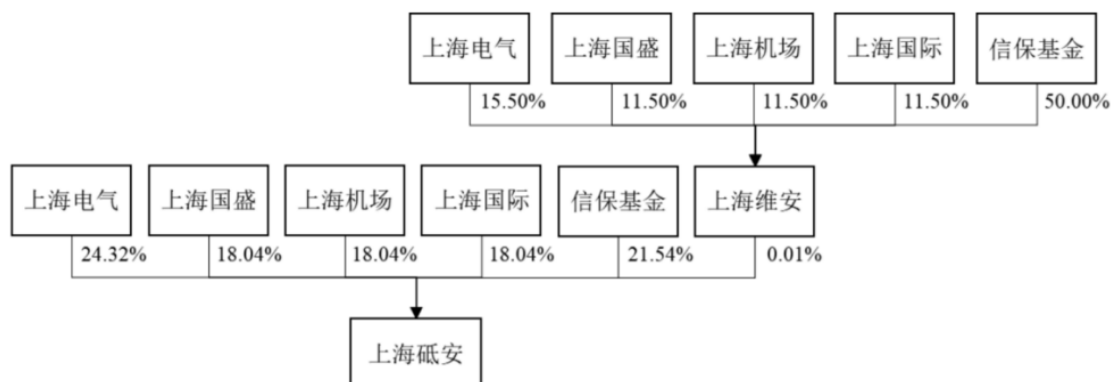 上海电气 上海国盛 上海机场 上海国际 信保基金
15.50% 11.50% 11.50% 11.50% 50.00%
上海电气 上海国盛 上海机场 上海国际 信保基金 上海维安
24.32% 18.04% 18.04% 18.04% 21.54% 0.01%
上海砥安